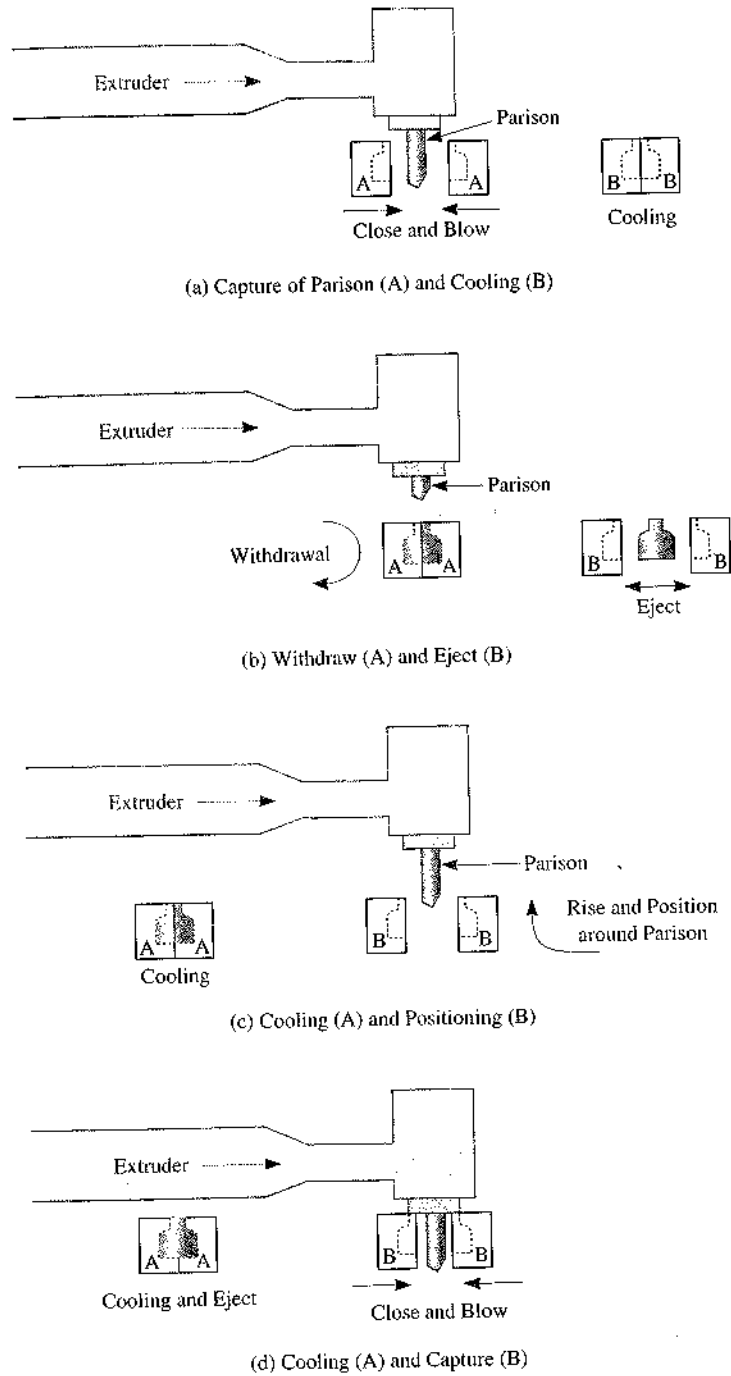 Extruder
Parison
A
A
B
B
Close and Blow
Cooling
(a) Capture of Parison (A) and Cooling (B)
Extruder
Parison
Withdrawal
A
A
B
B
Eject
(b) Withdraw (A) and Eject (B)
Extruder
Parison
A
A
B
B
Rise and Position
around Parison
Cooling
(c) Cooling (A) and Positioning (B)
Extruder
A
A
B
B
Cooling and Eject
Close and Blow
(d) Cooling (A) and Capture (B)